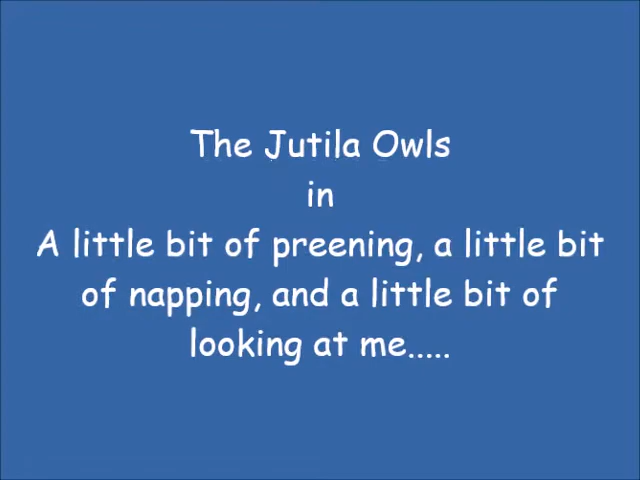 The Jutila Owls
in
A little bit of preening, a little bit
of napping, and a little bit of
looking at me.....